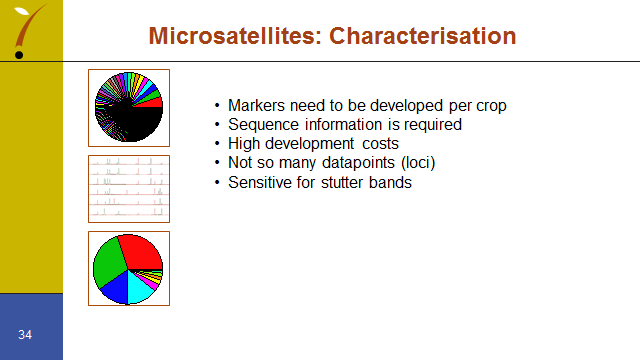 Microsatellites: Characterisation
• Markers need to be developed per crop
• Sequence information is required
• High development costs
• Not so many datapoints (loci)
• Sensitive for stutter bands
34